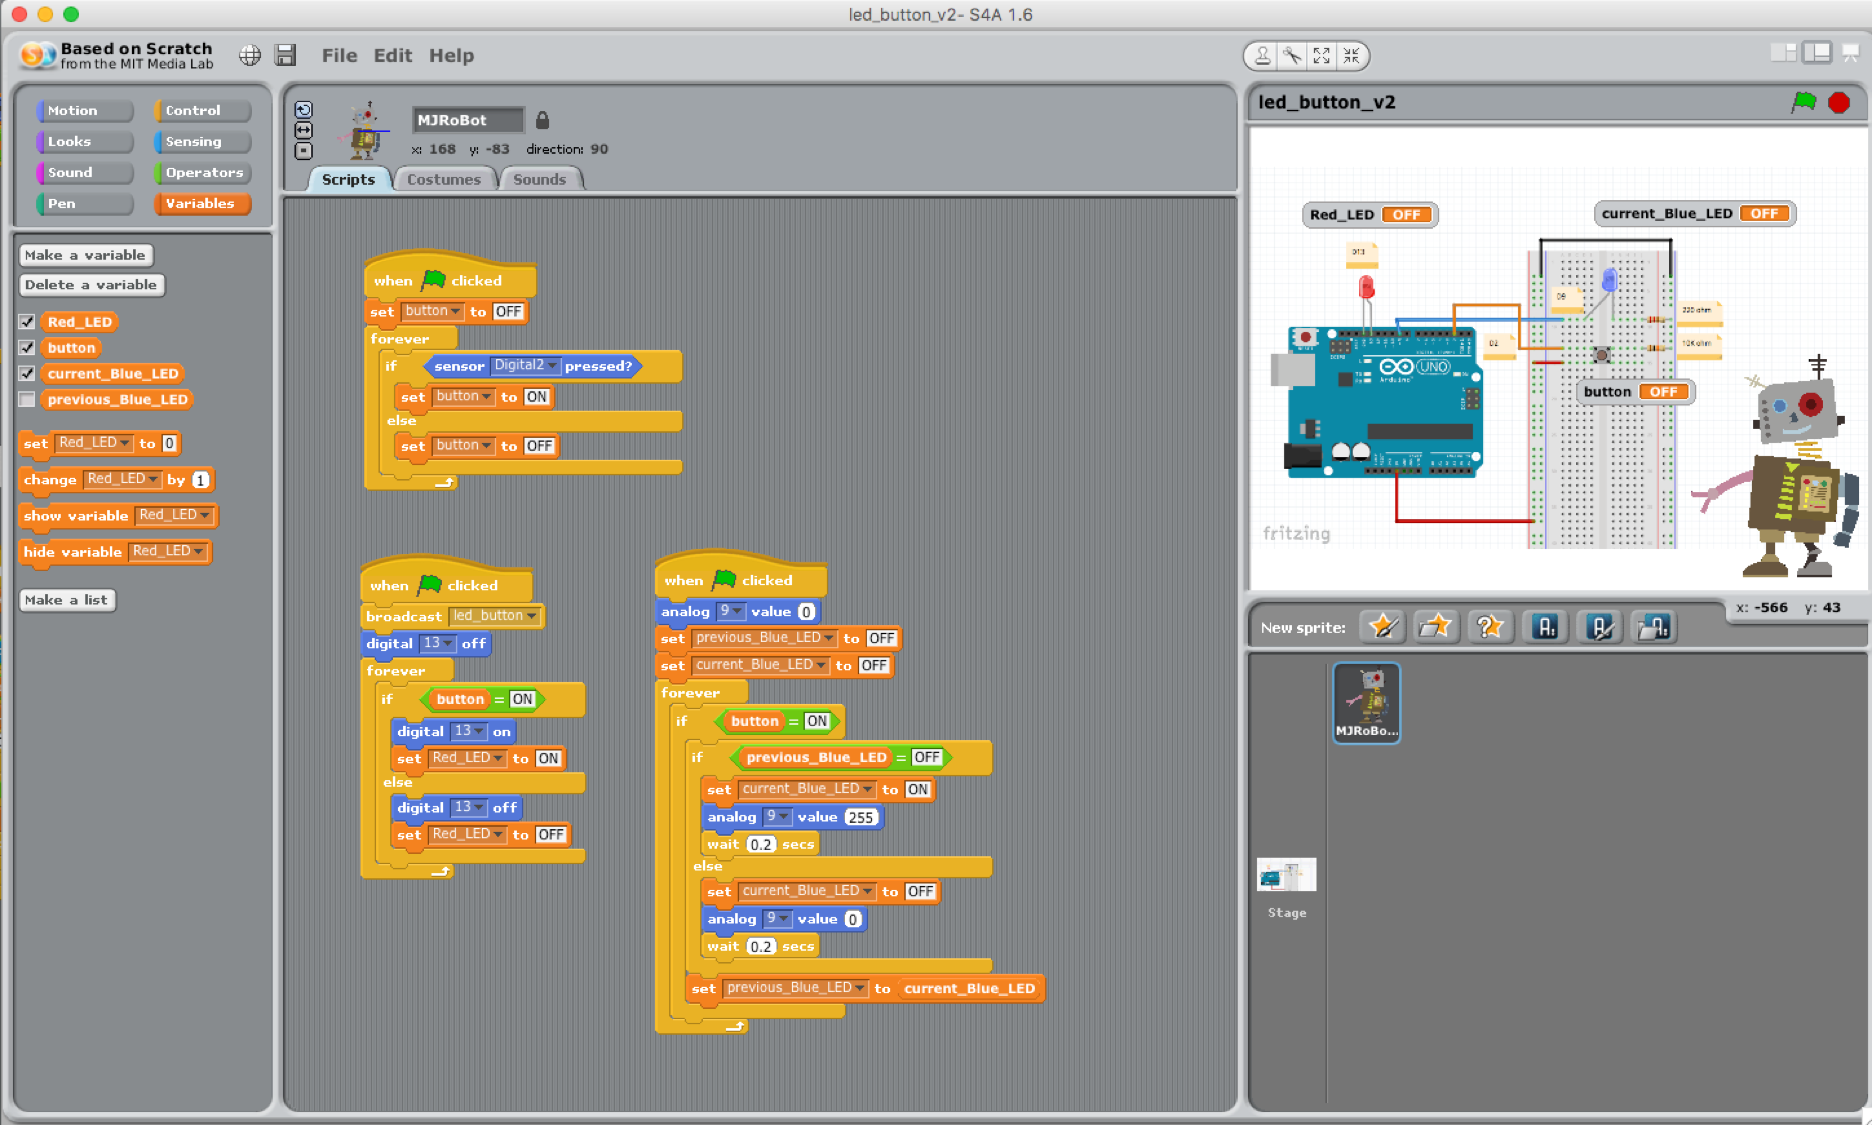 led_button_v2- S4A 1.6
Based on Scratch
from the MIT Media Lab
File Edit Help
Motion Control
Looks Sensing
Sound Operators
Pen Variables
Make a variable
Delete a variable
Red_LED
button
current_Blue_LED
previous_Blue_LED
set Red_LED to 0
change Red_LED by 1
show variable Red_LED
hide variable Red_LED
Make a list
MJRoBot
x: 168 y: -83 direction: 90
Scripts Costumes Sounds
when clicked
set button to OFF
forever
if sensor Digital2 pressed?
set button to ON
else
set button to OFF
when clicked
broadcast led_button
digital 13 off
forever
if button = ON
digital 13 on
set Red_LED to ON
else
digital 13 off
set Red_LED to OFF
when clicked
analog 9 value 0
set previous_Blue_LED to OFF
set current_Blue_LED to OFF
forever
if button = ON
if previous_Blue_LED = OFF
set current_Blue_LED to ON
analog 9 value 255
wait 0.2 secs
else
set current_Blue_LED to OFF
analog 9 value 0
wait 0.2 secs
set previous_Blue_LED to current_Blue_LED
led_button_v2
Red_LED OFF
current_Blue_LED OFF
D13
D9
220 ohm
D2
10K ohm
UNO
Arduino
button OFF
fritzing
x: -566 y: 43
New sprite:
MJRoBo...
Stage